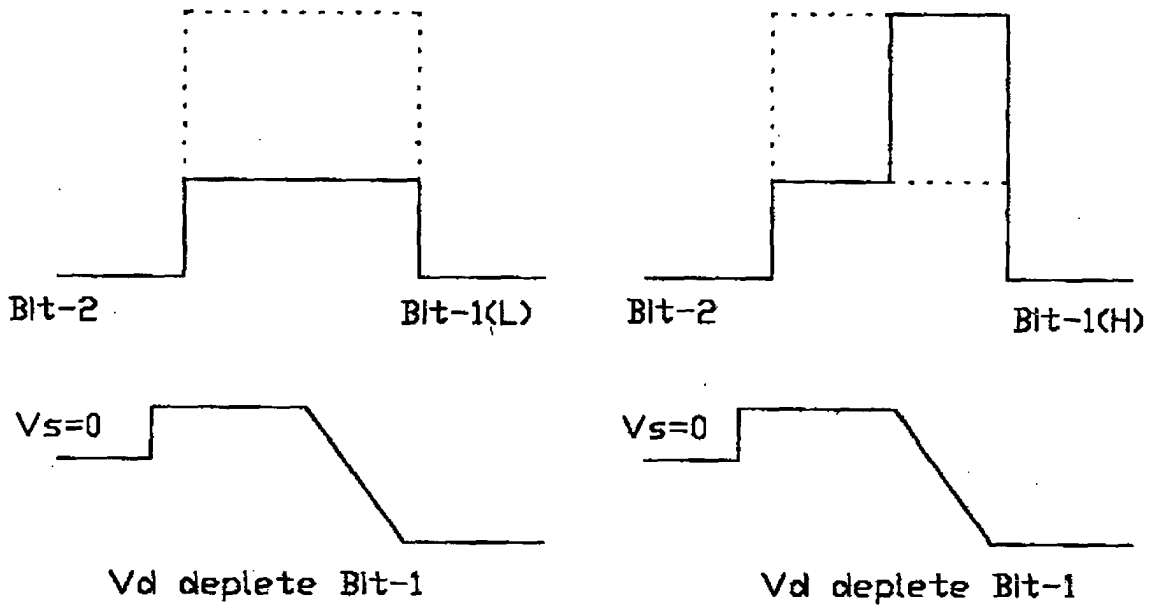 Bit-2 Bit-1(L) Bit-2 Bit-1(H)
Vs=0 Vs=0
Vd deplete Bit-1 Vd deplete Bit-1